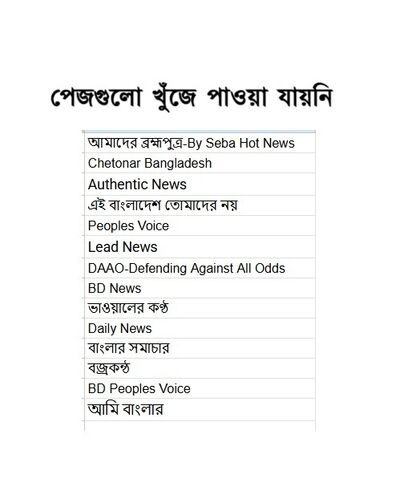 পেজগুলো খুঁজে পাওয়া যায়নি
আমাদের ব্রহ্মপুত্র-By Seba Hot News
Chetonar Bangladesh
Authentic News
এই বাংলাদেশ তোমাদের নয়
Peoples Voice
Lead News
DAAO-Defending Against All Odds
BD News
ভাওয়ালের কণ্ঠ
Daily News
বাংলার সমাচার
বজ্রকন্ঠ
BD Peoples Voice
আমি বাংলার